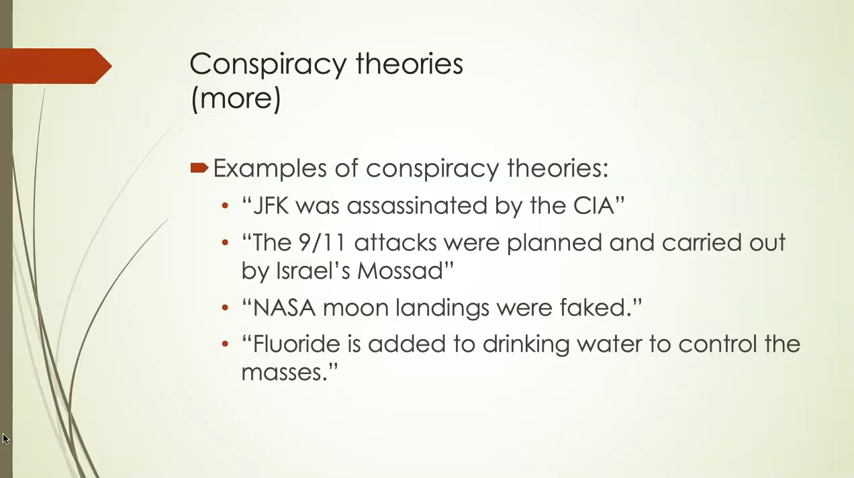 Conspiracy theories
(more)
Examples of conspiracy theories:
• “JFK was assassinated by the CIA”
• “The 9/11 attacks were planned and carried out
by Israel’s Mossad”
• “NASA moon landings were faked.”
• “Fluoride is added to drinking water to control the
masses.”